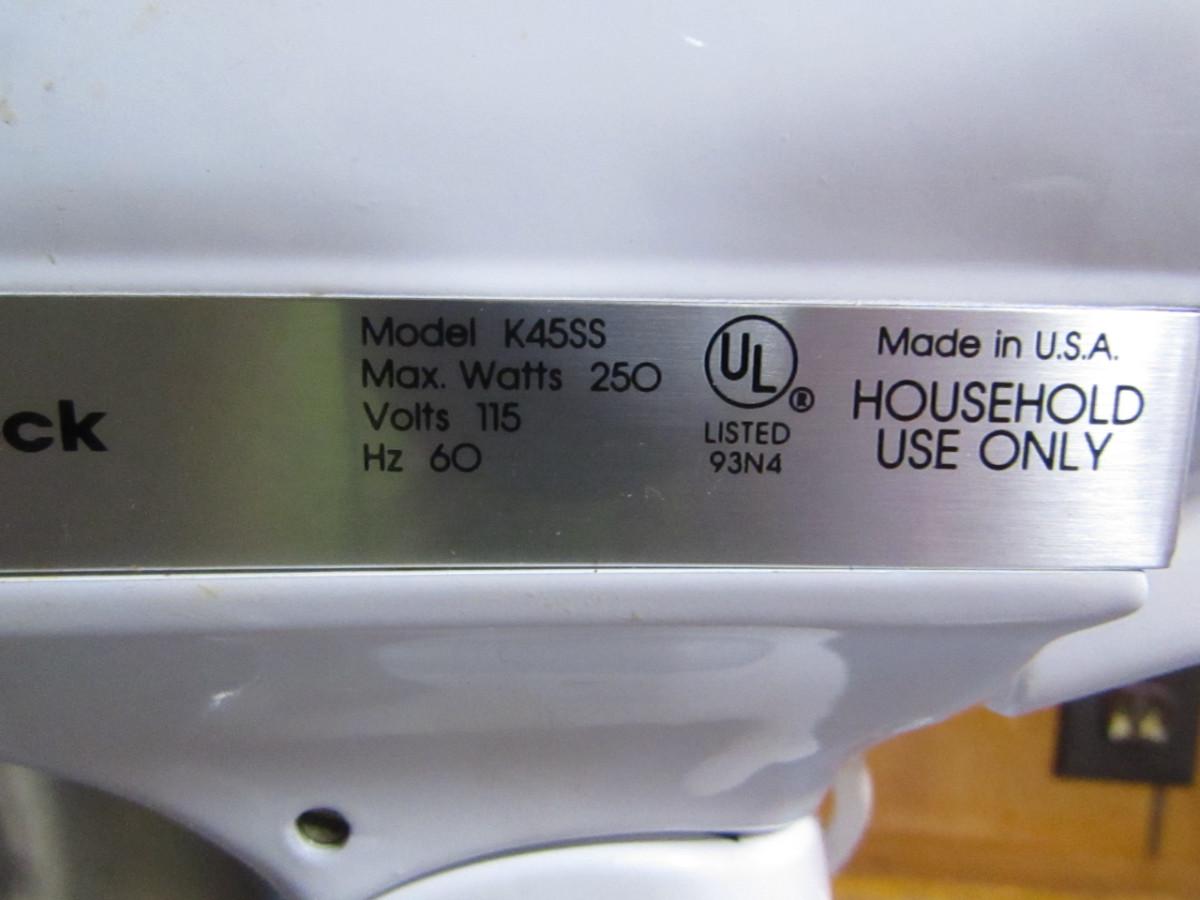 ck
Model K45SS
Max. Watts 250
Volts 115
Hz 60
UL ®
LISTED
93N4
Made in U.S.A.
HOUSEHOLD
USE ONLY